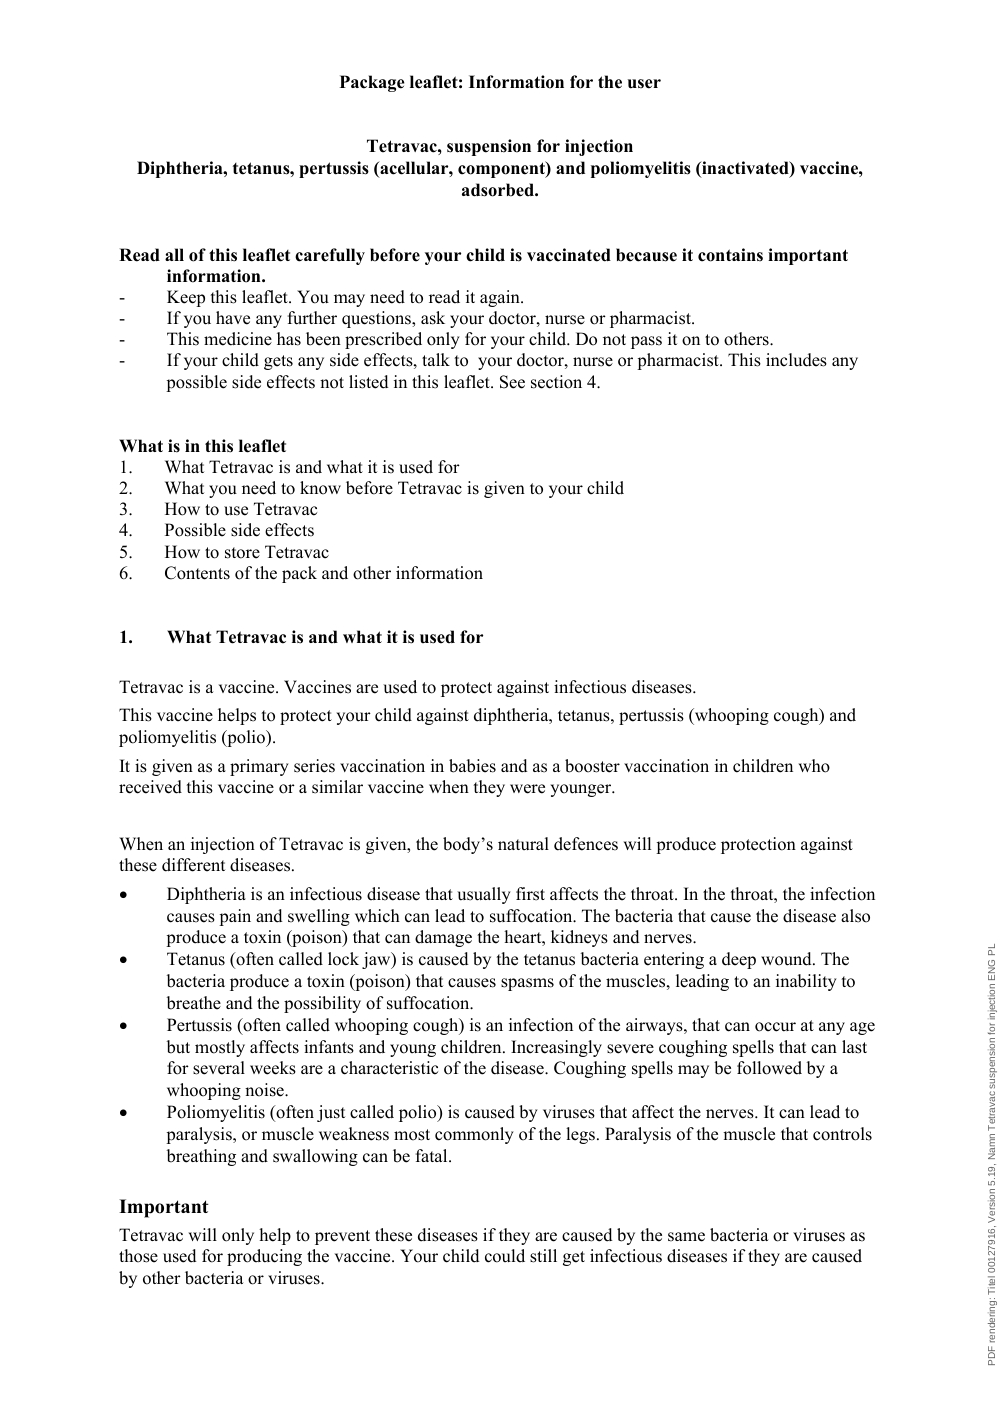 Package leaflet: Information for the user
Tetravac, suspension for injection
Diphtheria, tetanus, pertussis (acellular, component) and poliomyelitis (inactivated) vaccine,
adsorbed.
Read all of this leaflet carefully before your child is vaccinated because it contains important
information.
- Keep this leaflet. You may need to read it again.
- If you have any further questions, ask your doctor, nurse or pharmacist.
- This medicine has been prescribed only for your child. Do not pass it on to others.
- If your child gets any side effects, talk to  your doctor, nurse or pharmacist. This includes any
possible side effects not listed in this leaflet. See section 4.
What is in this leaflet
1. What Tetravac is and what it is used for
2. What you need to know before Tetravac is given to your child
3. How to use Tetravac
4. Possible side effects
5. How to store Tetravac
6. Contents of the pack and other information
1. What Tetravac is and what it is used for
Tetravac is a vaccine. Vaccines are used to protect against infectious diseases.
This vaccine helps to protect your child against diphtheria, tetanus, pertussis (whooping cough) and
poliomyelitis (polio).
It is given as a primary series vaccination in babies and as a booster vaccination in children who
received this vaccine or a similar vaccine when they were younger.
When an injection of Tetravac is given, the body’s natural defences will produce protection against
these different diseases.
• Diphtheria is an infectious disease that usually first affects the throat. In the throat, the infection
causes pain and swelling which can lead to suffocation. The bacteria that cause the disease also
produce a toxin (poison) that can damage the heart, kidneys and nerves.
• Tetanus (often called lock jaw) is caused by the tetanus bacteria entering a deep wound. The
bacteria produce a toxin (poison) that causes spasms of the muscles, leading to an inability to
breathe and the possibility of suffocation.
• Pertussis (often called whooping cough) is an infection of the airways, that can occur at any age
but mostly affects infants and young children. Increasingly severe coughing spells that can last
for several weeks are a characteristic of the disease. Coughing spells may be followed by a
whooping noise.
• Poliomyelitis (often just called polio) is caused by viruses that affect the nerves. It can lead to
paralysis, or muscle weakness most commonly of the legs. Paralysis of the muscle that controls
breathing and swallowing can be fatal.
Important
Tetravac will only help to prevent these diseases if they are caused by the same bacteria or viruses as
those used for producing the vaccine. Your child could still get infectious diseases if they are caused
by other bacteria or viruses.
PDF rendering: Titel 00127916, Version 5.19, Namn Tetravac suspension for injection ENG PL